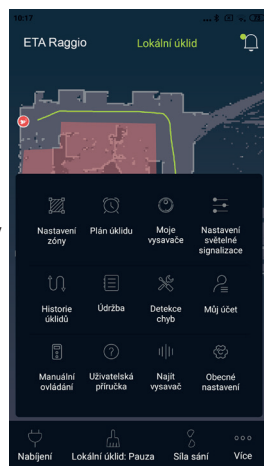 18:17
ETA Raggio
Lokální úklid
Nastavení zóny
Plán úklidu
Moje vysavače
Nastavení světelné signalizace
Historie úklidů
Údržba
Detekce chyb
Můj účet
Manuální ovládání
Uživatelská příručka
Najít vysavač
Obecné nastavení
Nabíjení
Lokální úklid: Pauza
Síla sání
Více